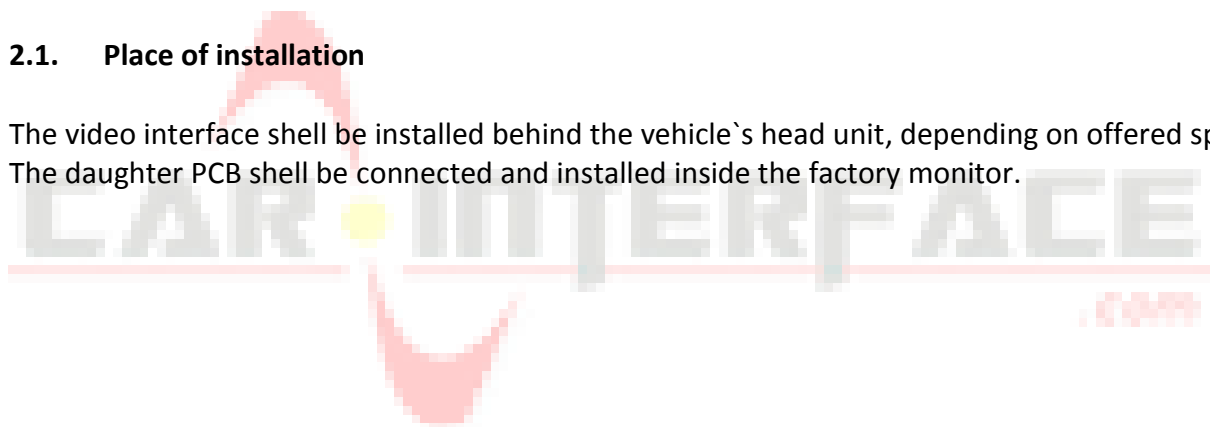 2.1. Place of installation
The video interface shell be installed behind the vehicle`s head unit, depending on offered
The daughter PCB shell be connected and installed inside the factory monitor.
CAR INTERFACE
.com